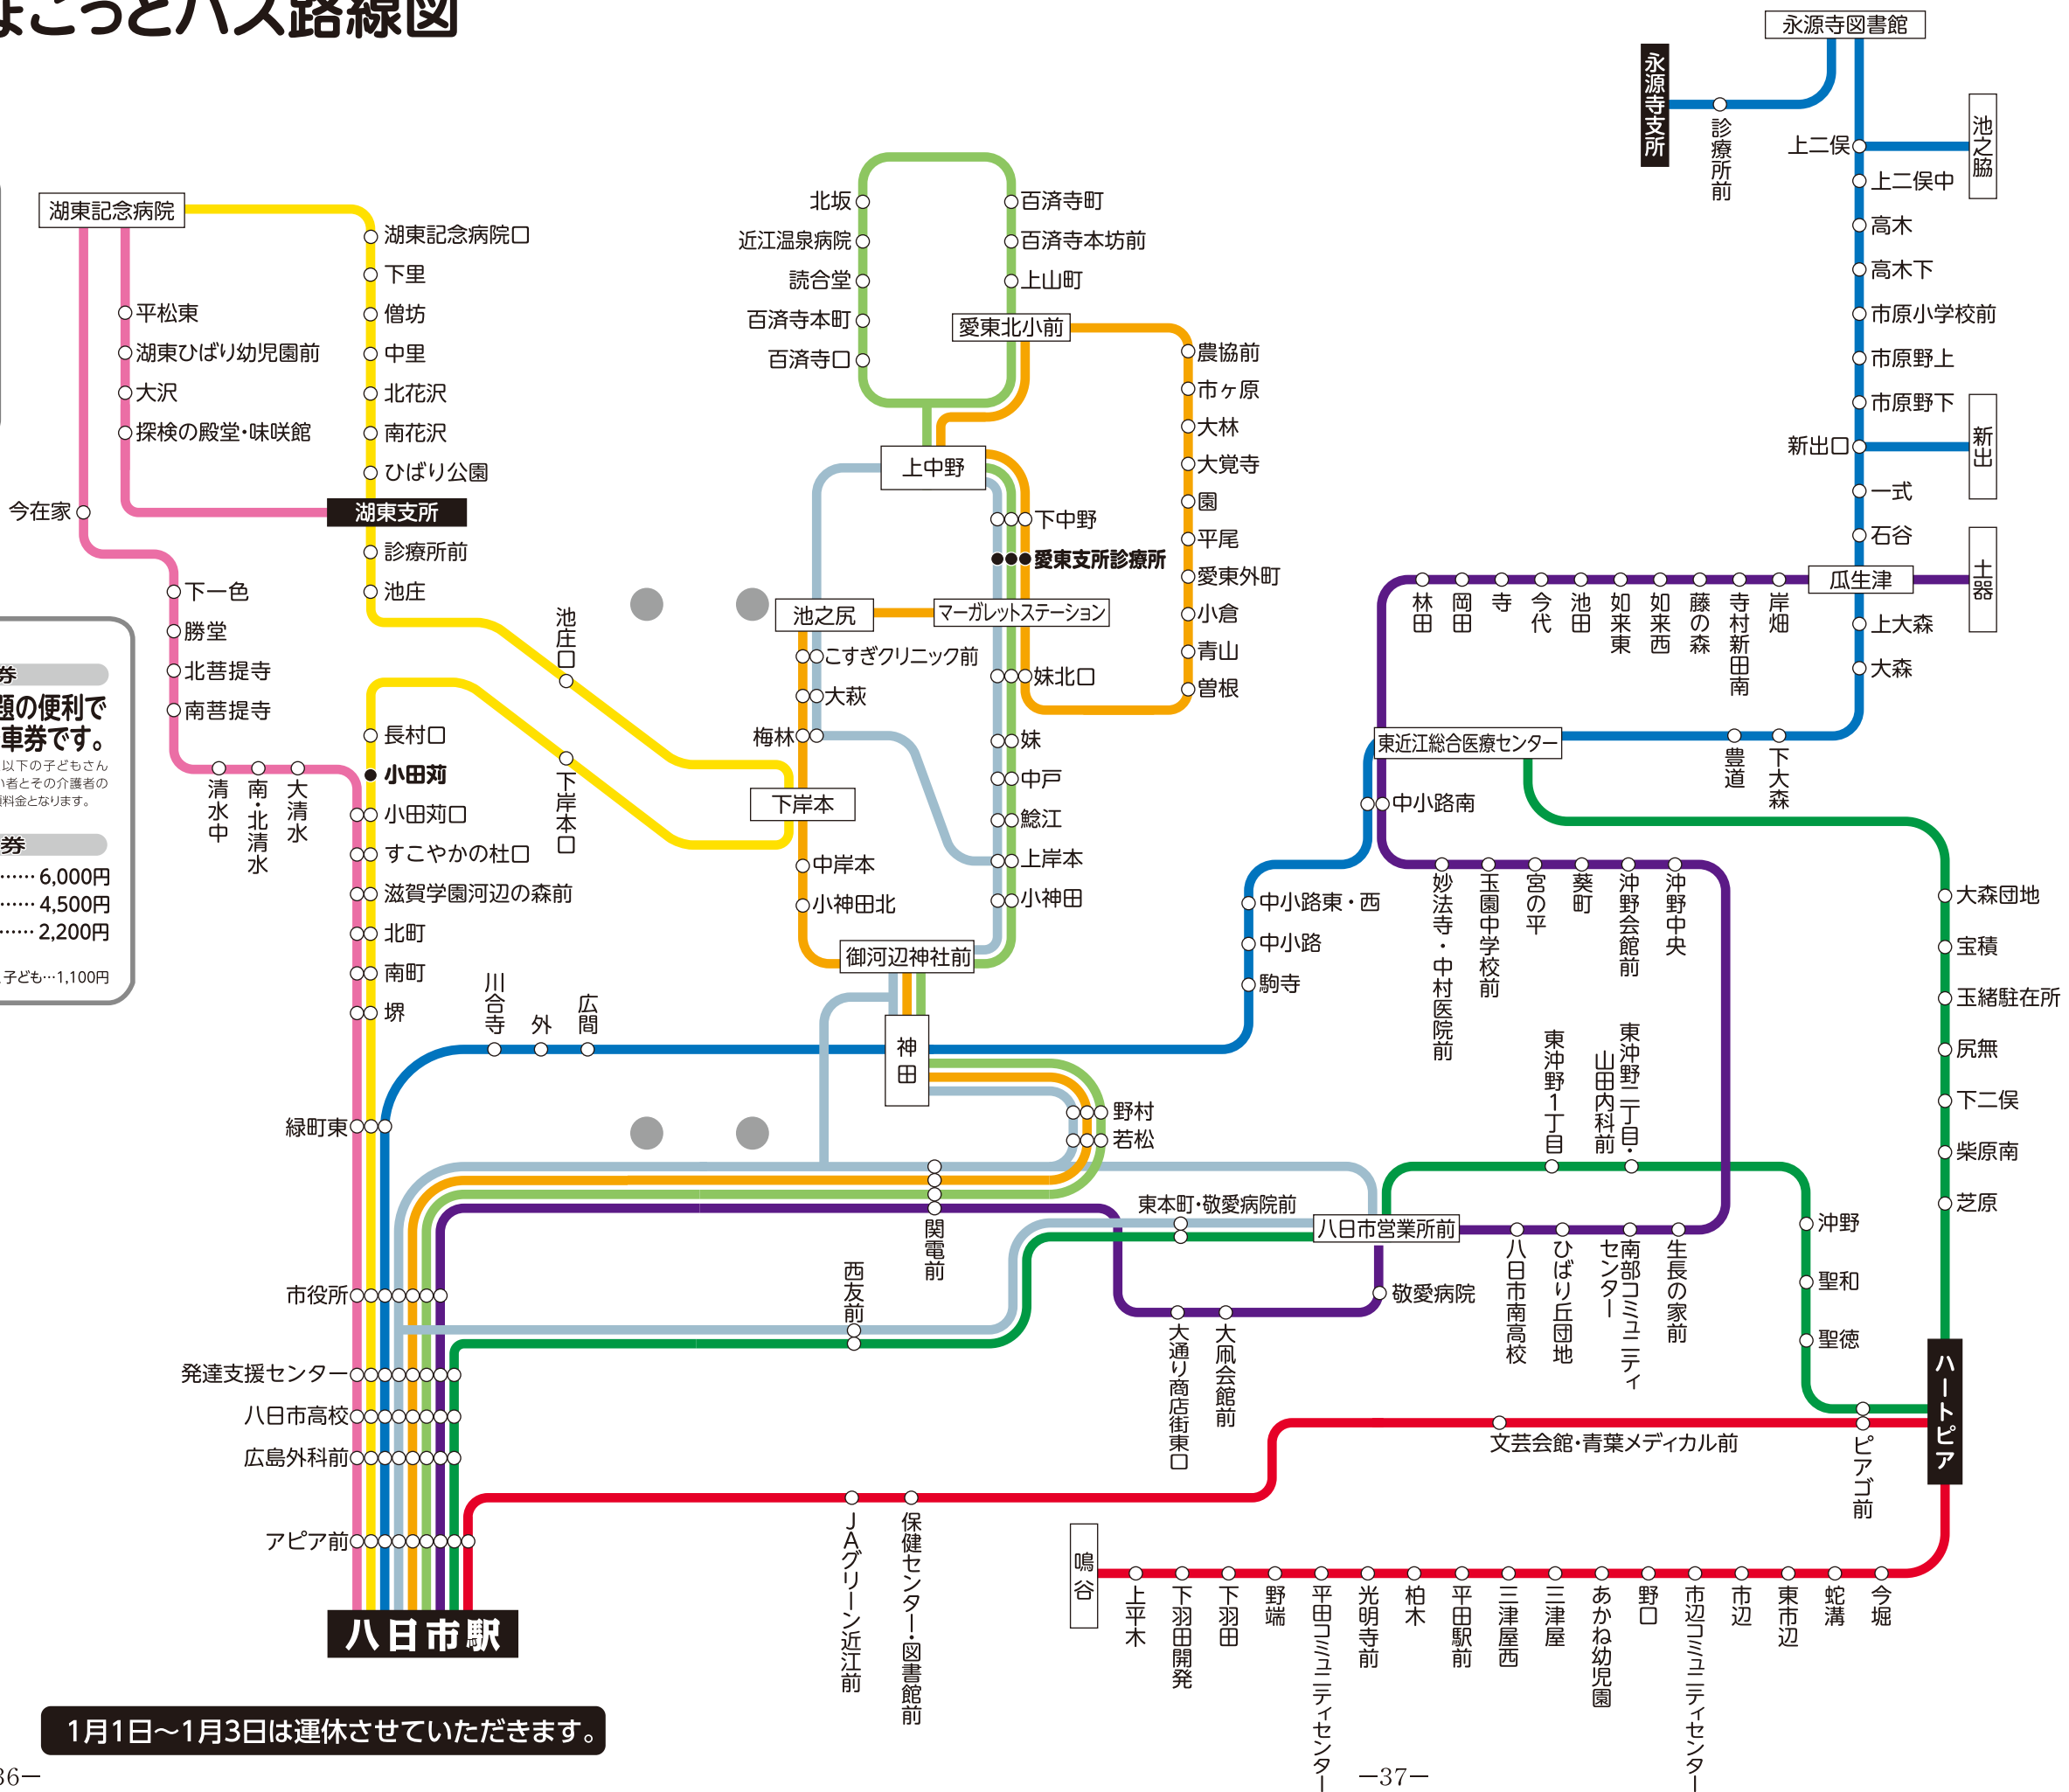 ょこっとバス路線図
永源寺図書館
永源寺支所
診療所前
池之脇
上二俣
上二俣中
高木
高木下
市原小学校前
市原野上
市原野下
新出口
新出
一式
石谷
土器
瓜生津
上大森
大森
下大森
豊道
東近江総合医療センター
林田
岡田
寺
今代
池田
如来東
如来西
藤の森
寺村新田南
岸畑
湖東記念病院
湖東記念病院口
下里
僧坊
中里
北花沢
南花沢
ひばり公園
湖東支所
診療所前
池庄
池庄口
平松東
湖東ひばり幼児園前
大沢
探検の殿堂・味咲館
今在家
下一色
勝堂
北菩提寺
南菩提寺
清水中
南・北清水
大清水
長村口
小田苅
小田苅口
すこやかの杜口
滋賀学園河辺の森前
北町
南町
堺
下岸本口
下岸本
北坂
近江温泉病院
読合堂
百済寺本町
百済寺口
百済寺町
百済寺本坊前
上山町
愛東北小前
農協前
市ヶ原
大林
大覚寺
園
平尾
愛東外町
小倉
青山
曽根
上中野
下中野
愛東支所診療所
池之尻
マーガレットステーション
こすぎクリニック前
大萩
梅林
妹北口
妹
中戸
鯰江
上岸本
小神田
中岸本
小神田北
御河辺神社前
神田
川合寺
外
広間
緑町東
野村
若松
関電前
中小路南
中小路東・西
中小路
駒寺
妙法寺・中村医院前
玉園中学校前
宮の平
葵町
沖野会館前
沖野中央
大森団地
宝積
玉緒駐在所
尻無
下二俣
柴原南
芝原
東沖野1丁目
東沖野二丁目・
山田内科前
沖野
聖和
聖徳
東本町・敬愛病院前
八日市営業所前
敬愛病院
八日市南高校
ひばり丘団地
南部コミュニティ
センター
生長の家前
西友前
大通り商店街東口
大凧会館前
市役所
発達支援センター
八日市高校
広島外科前
アピア前
八日市駅
ハートピア
ピアゴ前
文芸会館・青葉メディカル前
JAグリーン近江前
保健センター・図書館前
鳴谷
上平木
下羽田開発
下羽田
野端
平田コミュニティセンター
光明寺前
柏木
平田駅前
三津屋西
三津屋
あかね幼児園
野口
市辺コミュニティセンター
市辺
東市辺
蛇溝
今堀
券
題の便利で
車券です。
以下の子どもさん
い者とその介護者の
料金となります。
券
……6,000円
……4,500円
……2,200円
子ども…1,100円
1月1日～1月3日は運休させていただきます。
36−
−37−